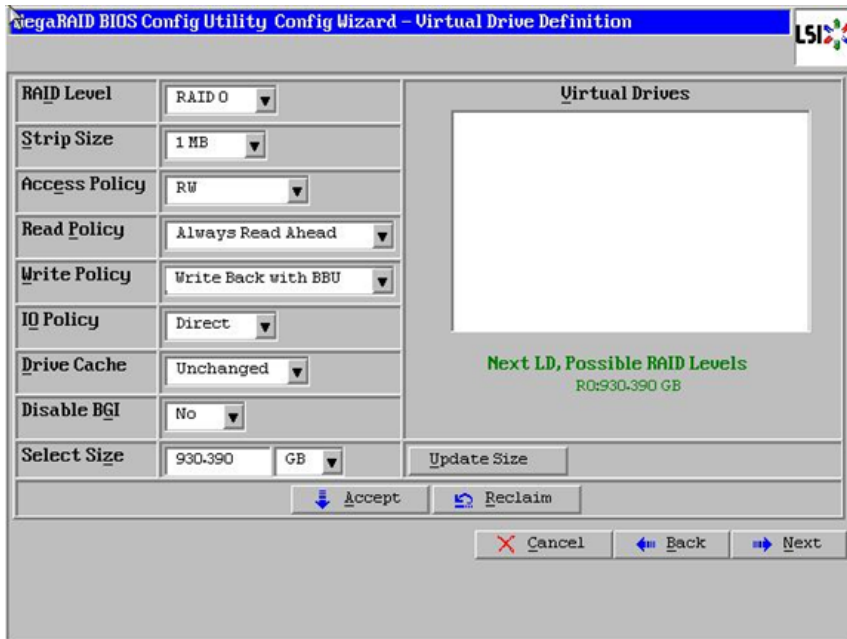 egaRAID BIOS Config Utility Config Wizard – Virtual Drive Definition
LSI
RAID Level
RAID 0
Strip Size
1 MB
Access Policy
RW
Read Policy
Always Read Ahead
Write Policy
Write Back with BBU
IO Policy
Direct
Drive Cache
Unchanged
Disable BGI
No
Select Size
930.390
GB
Virtual Drives
Next LD, Possible RAID Levels
R0:930.390 GB
Update Size
Accept
Reclaim
Cancel
Back
Next